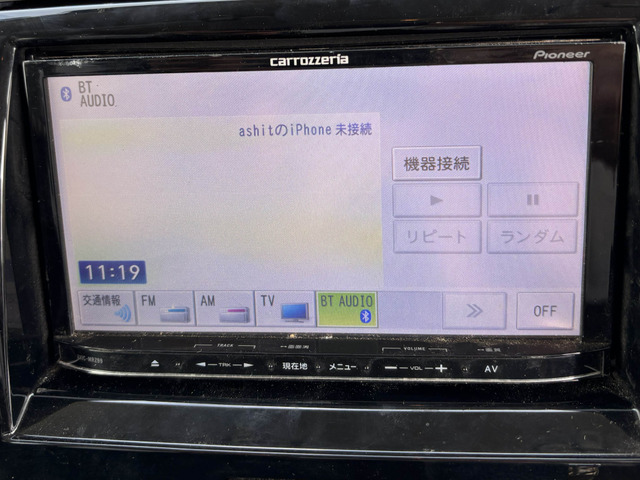 carrozzeria
Pioneer
BT
AUDIO
ashitのiPhone 未接続
機器接続
リピート
ランダム
11:19
交通情報
FM
AM
TV
BT AUDIO
OFF
TRACK
VOLUME
TRK
現在地
メニュー
VOL
AV